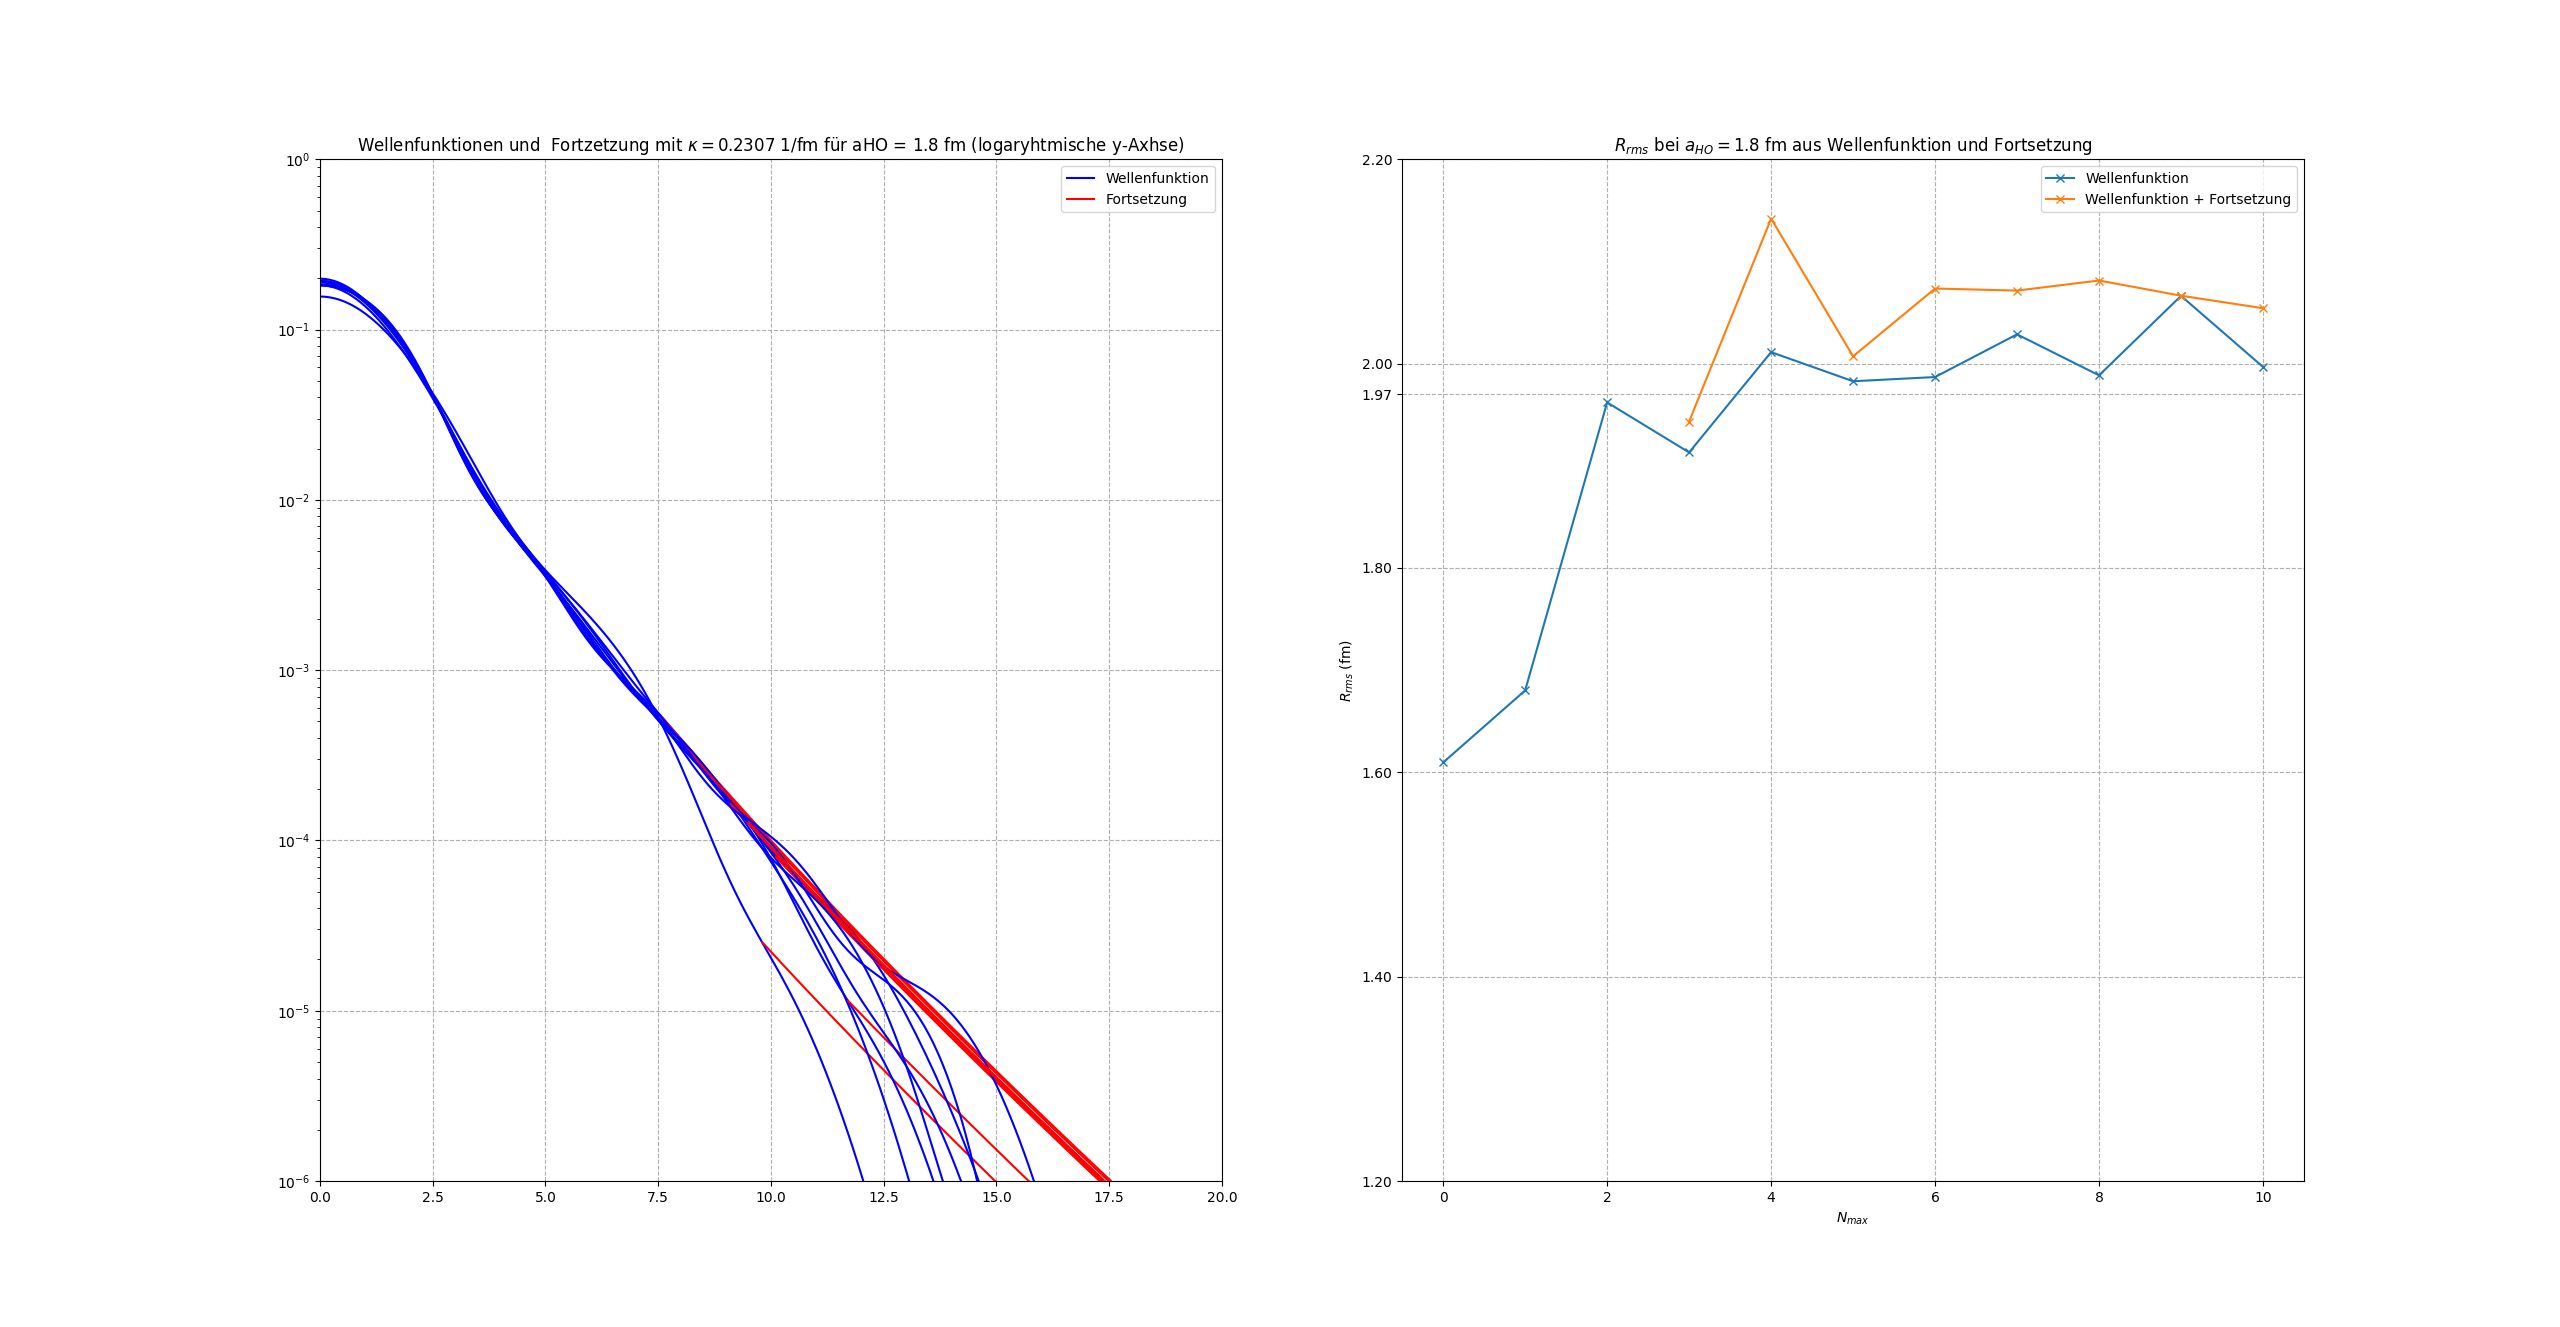 Wellenfunktionen und  Fortzetzung mit κ = 0.2307 1/fm für aHO = 1.8 fm (logaryhtmische y-Axhse)
Wellenfunktion
Fortsetzung
10⁰
10⁻¹
10⁻²
10⁻³
10⁻⁴
10⁻⁵
10⁻⁶
0.0 2.5 5.0 7.5 10.0 12.5 15.0 17.5 20.0
R_rms bei a_HO = 1.8 fm aus Wellenfunktion und Fortsetzung
Wellenfunktion
Wellenfunktion + Fortsetzung
2.20
2.00
1.97
1.80
1.60
1.40
1.20
R_rms (fm)
0 2 4 6 8 10
N_max